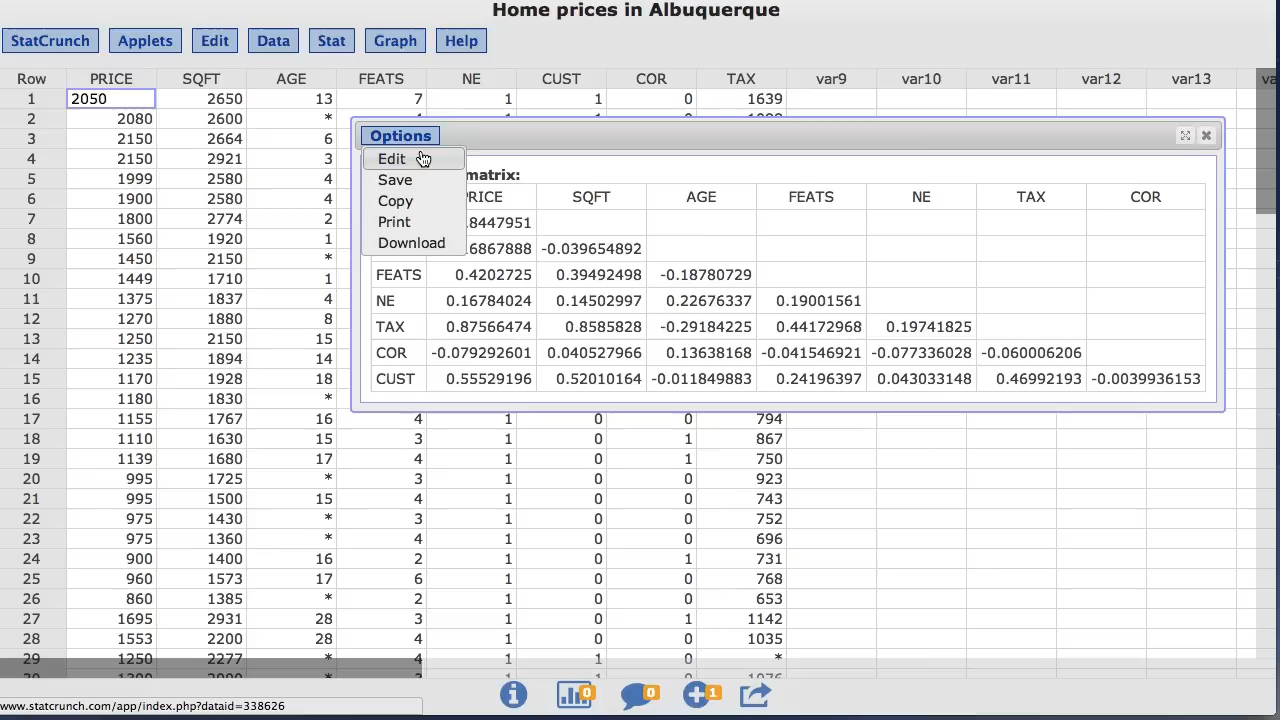 Home prices in Albuquerque
StatCrunch Applets Edit Data Stat Graph Help
Row PRICE SQFT AGE FEATS NE CUST COR TAX var9 var10 var11 var12 var13
1 2050 2650 13 7 1 1 0 1639
2 2080 2600 *
3 2150 2664 6
4 2150 2921 3
5 1999 2580 4
6 1900 2580 4
7 1800 2774 2
8 1560 1920 1
9 1450 2150 *
10 1449 1710 1
11 1375 1837 4
12 1270 1880 8
13 1250 2150 15
14 1235 1894 14
15 1170 1928 18
16 1180 1830 *
17 1155 1767 16 4 1 0 0 794
18 1110 1630 15 3 1 0 1 867
19 1139 1680 17 4 1 0 1 750
20 995 1725 * 3 1 0 0 923
21 995 1500 15 4 1 0 0 743
22 975 1430 * 3 1 0 0 752
23 975 1360 * 4 1 0 0 696
24 900 1400 16 2 1 0 1 731
25 960 1573 17 6 1 0 0 768
26 860 1385 * 2 1 0 0 653
27 1695 2931 28 3 1 0 1 1142
28 1553 2200 28 4 1 0 0 1035
29 1250 2277 * 4 1 1 0 *
Options
Edit
Save
Copy
Print
Download
matrix:
RICE SQFT AGE FEATS NE TAX COR
8447951
6867888 -0.039654892
FEATS 0.4202725 0.39492498 -0.18780729
NE 0.16784024 0.14502997 0.22676337 0.19001561
TAX 0.87566474 0.8585828 -0.29184225 0.44172968 0.19741825
COR -0.079292601 0.040527966 0.13638168 -0.041546921 -0.077336028 -0.060006206
CUST 0.55529196 0.52010164 -0.011849883 0.24196397 0.043033148 0.46992193 -0.0039936153
0 0 1
www.statcrunch.com/app/index.php?dataid=338626